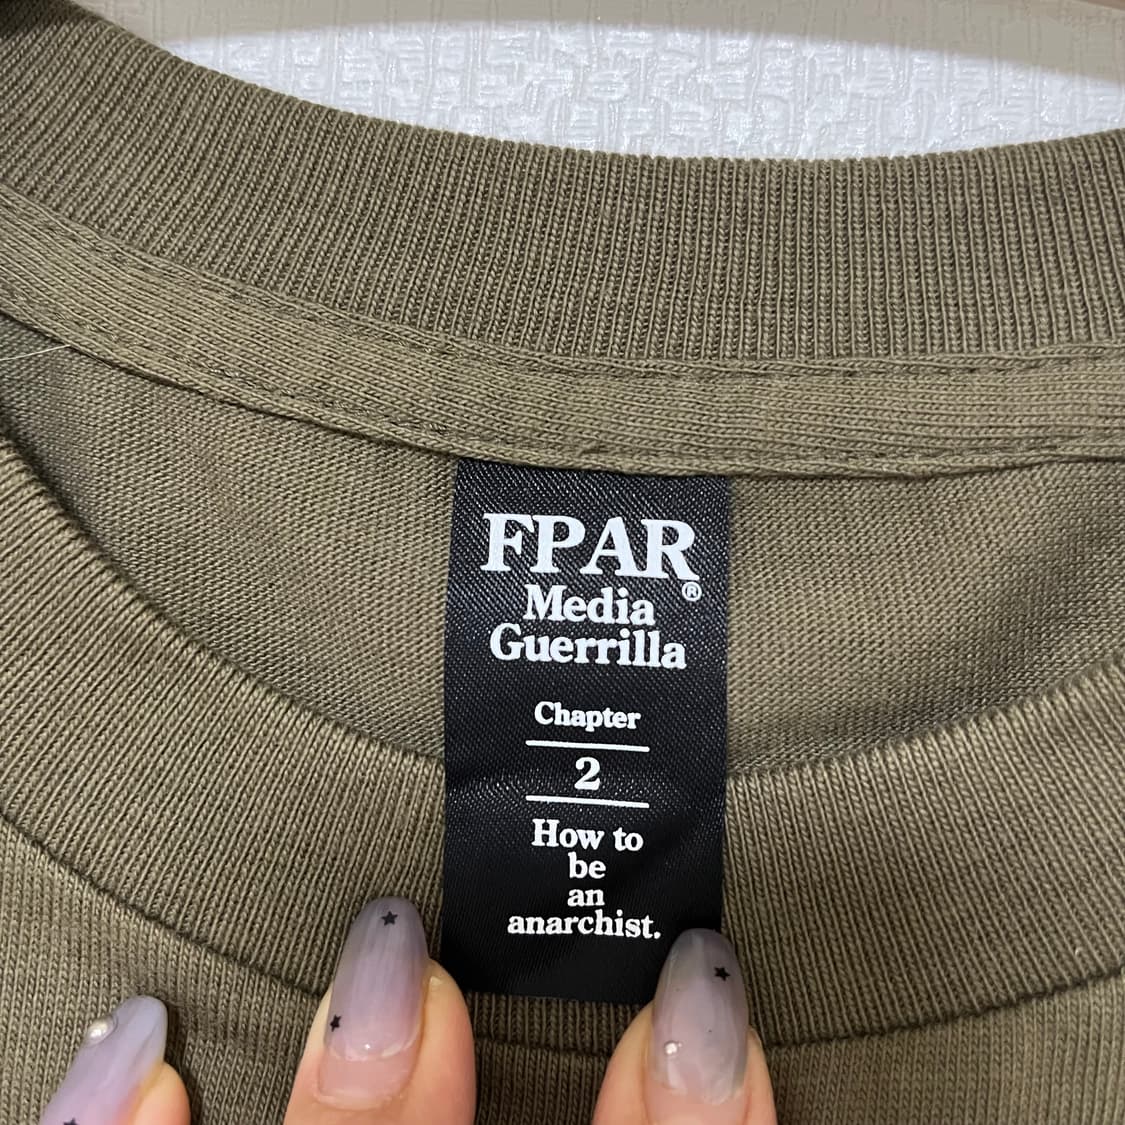 FPAR®
Media
Guerrilla
Chapter
2
How to
be
an
anarchist.